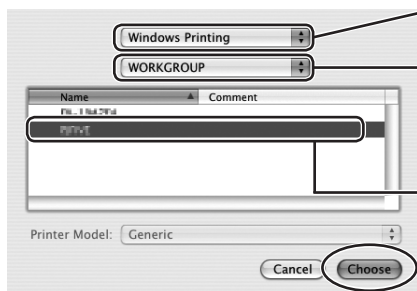 Windows Printing
WORKGROUP
Name Comment
Printer Model: Generic
Cancel Choose